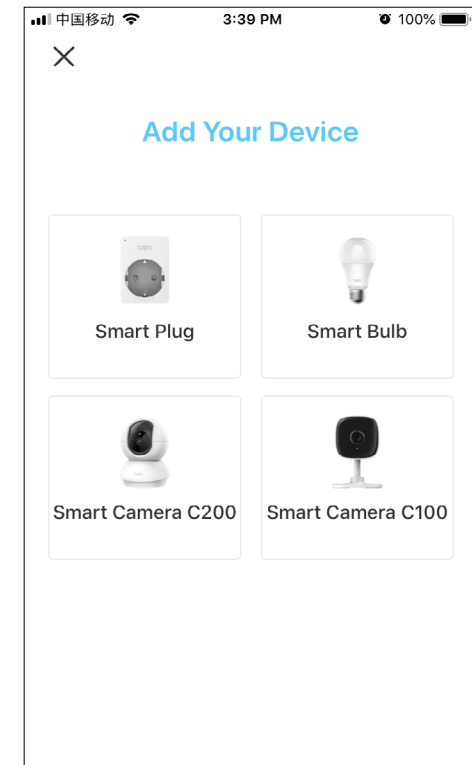 中国移动 3:39 PM 100%
Add Your Device
tapo
Smart Plug
Smart Bulb
Smart Camera C200
Smart Camera C100